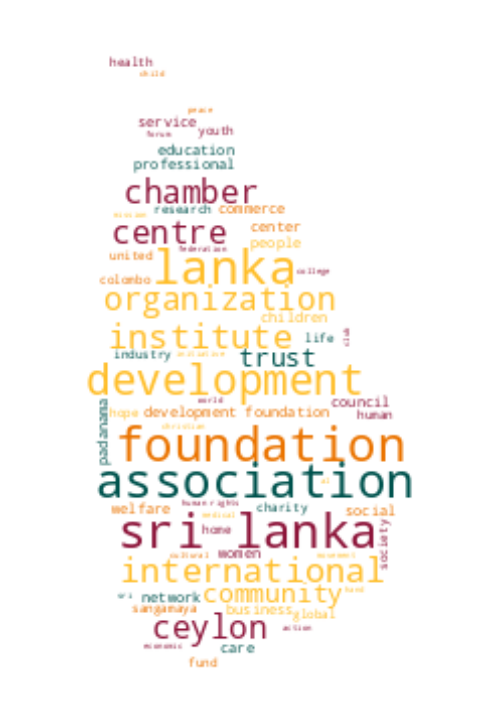 health
child
peace
service
forum youth
education
professional
chamber
mission research commerce
centre center
federation people
united lanka college
colombo
organization
children
institute life club
industry initiative trust
development
world council
padanama hope development foundation human
christian
foundation
association
human rights
welfare charity social
medical
sri lanka
home society
cultural women movement
international
sri network community fund
sangamaya business global
ceylon action
economic care
fund